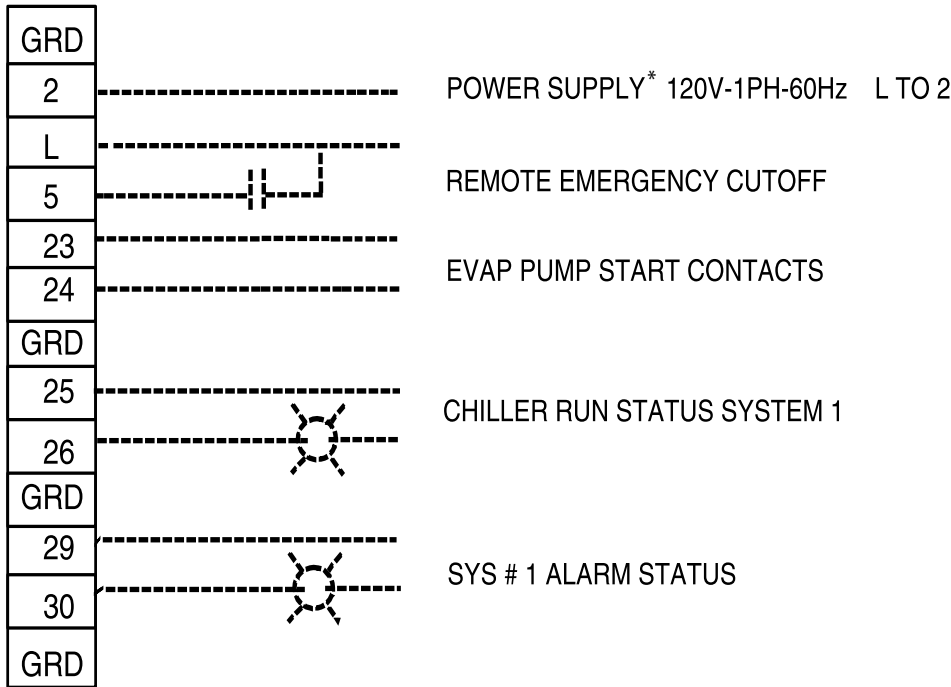 GRD
2 POWER SUPPLY* 120V-1PH-60Hz L TO 2
L
5 REMOTE EMERGENCY CUTOFF
23
24 EVAP PUMP START CONTACTS
GRD
25
26 CHILLER RUN STATUS SYSTEM 1
GRD
29
30 SYS # 1 ALARM STATUS
GRD